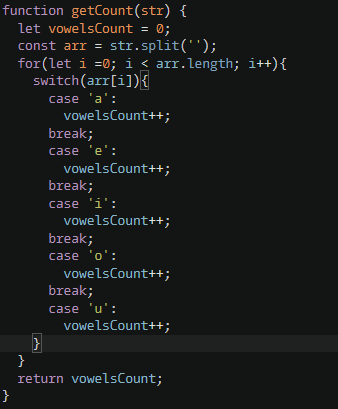 function getCount(str) {
  let vowelsCount = 0;
  const arr = str.split('');
  for(let i =0; i < arr.length; i++){
    switch(arr[i]){
      case 'a':
        vowelsCount++;
      break;
      case 'e':
        vowelsCount++;
      break;
      case 'i':
        vowelsCount++;
      break;
      case 'o':
        vowelsCount++;
      break;
      case 'u':
        vowelsCount++;
    }
  }
  return vowelsCount;
}